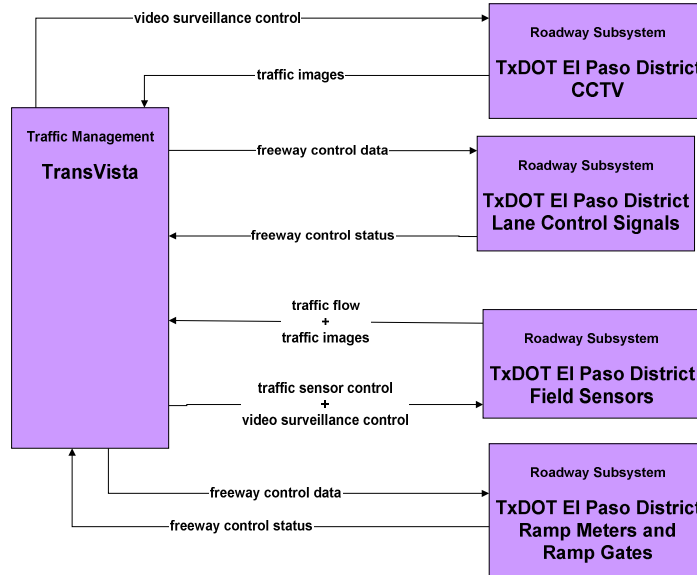 video surveillance control
Roadway Subsystem
TxDOT El Paso District
CCTV
traffic images
Traffic Management
TransVista
freeway control data
Roadway Subsystem
TxDOT El Paso District
Lane Control Signals
freeway control status
traffic flow
+
traffic images
Roadway Subsystem
TxDOT El Paso District
Field Sensors
traffic sensor control
+
video surveillance control
Roadway Subsystem
TxDOT El Paso District
Ramp Meters and
Ramp Gates
freeway control data
freeway control status